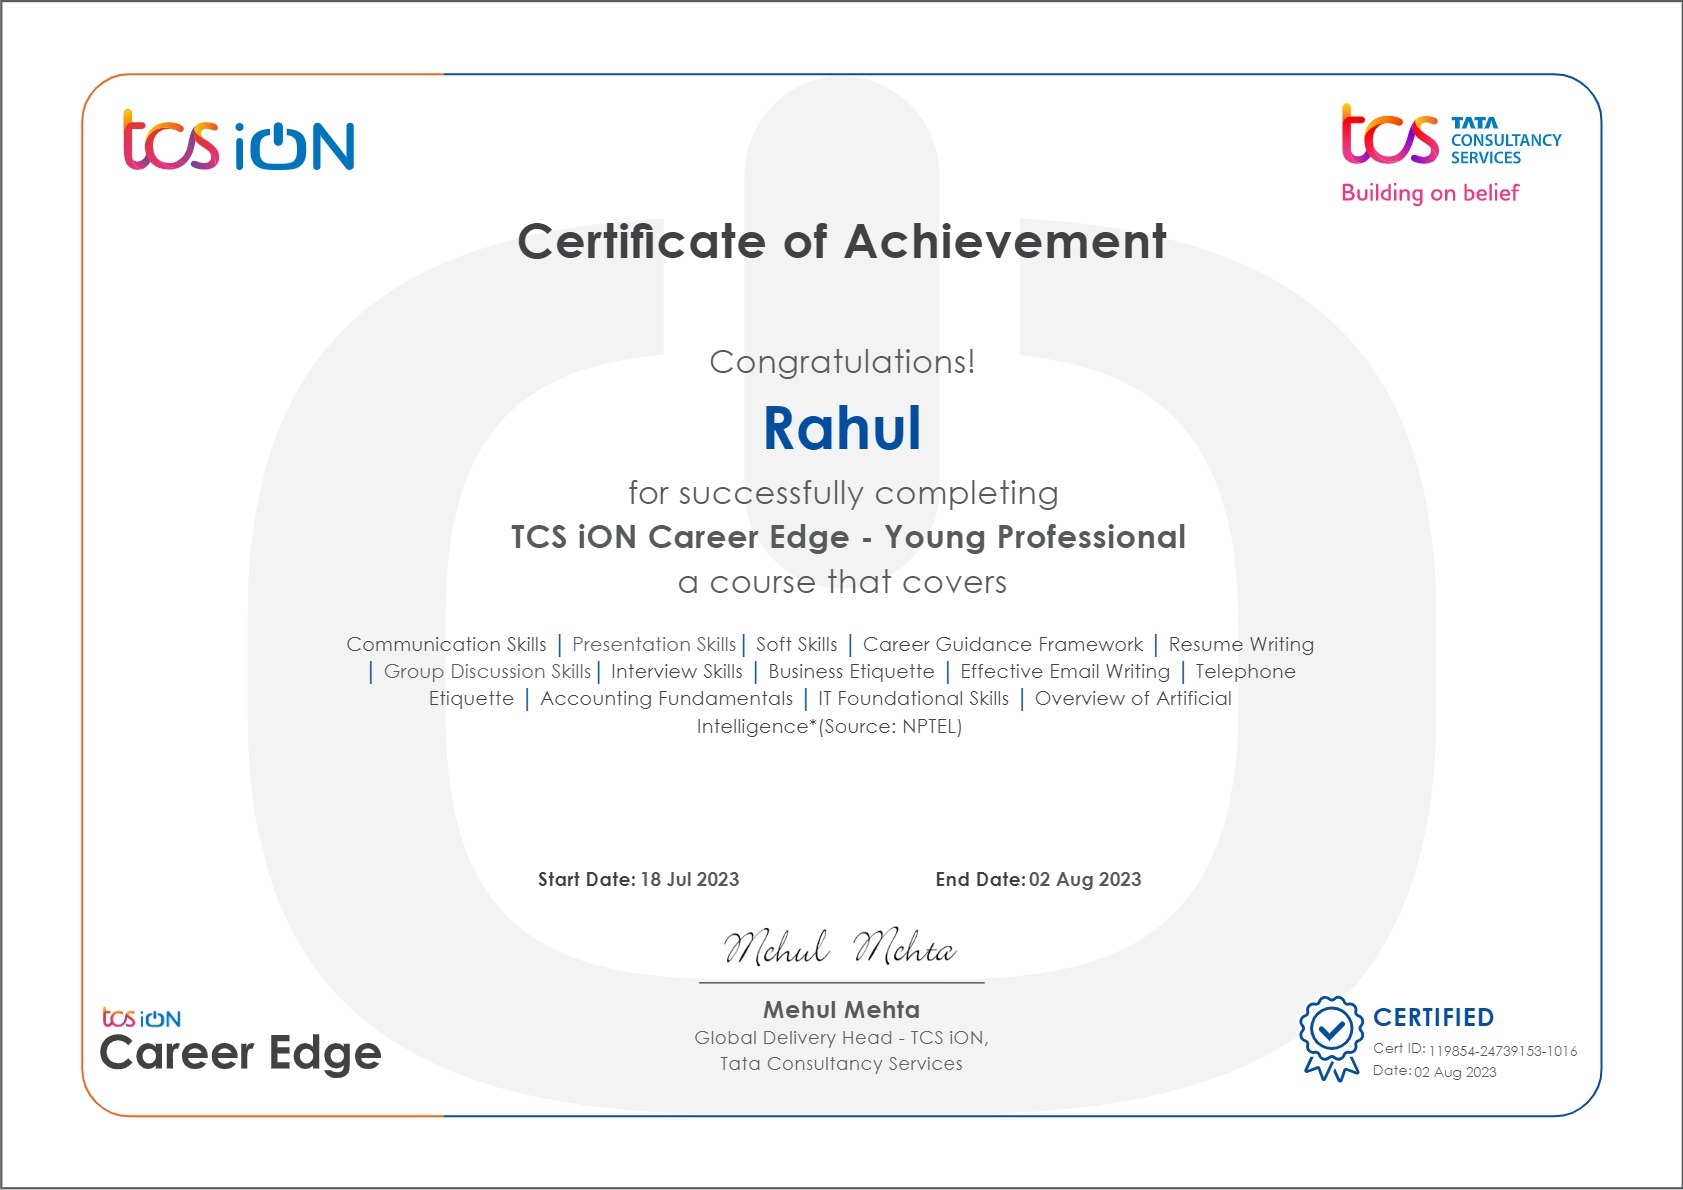 tcs iON
tcs TATA
CONSULTANCY
SERVICES
Building on belief
Certificate of Achievement
Congratulations!
Rahul
for successfully completing
TCS iON Career Edge - Young Professional
a course that covers
Communication Skills | Presentation Skills | Soft Skills | Career Guidance Framework | Resume Writing
| Group Discussion Skills | Interview Skills | Business Etiquette | Effective Email Writing | Telephone
Etiquette | Accounting Fundamentals | IT Foundational Skills | Overview of Artificial
Intelligence*(Source: NPTEL)
Start Date: 18 Jul 2023
End Date: 02 Aug 2023
Mehul Mehta
Mehul Mehta
Global Delivery Head - TCS iON,
Tata Consultancy Services
tcs iON
Career Edge
CERTIFIED
Cert ID: 119854-24739153-1016
Date: 02 Aug 2023